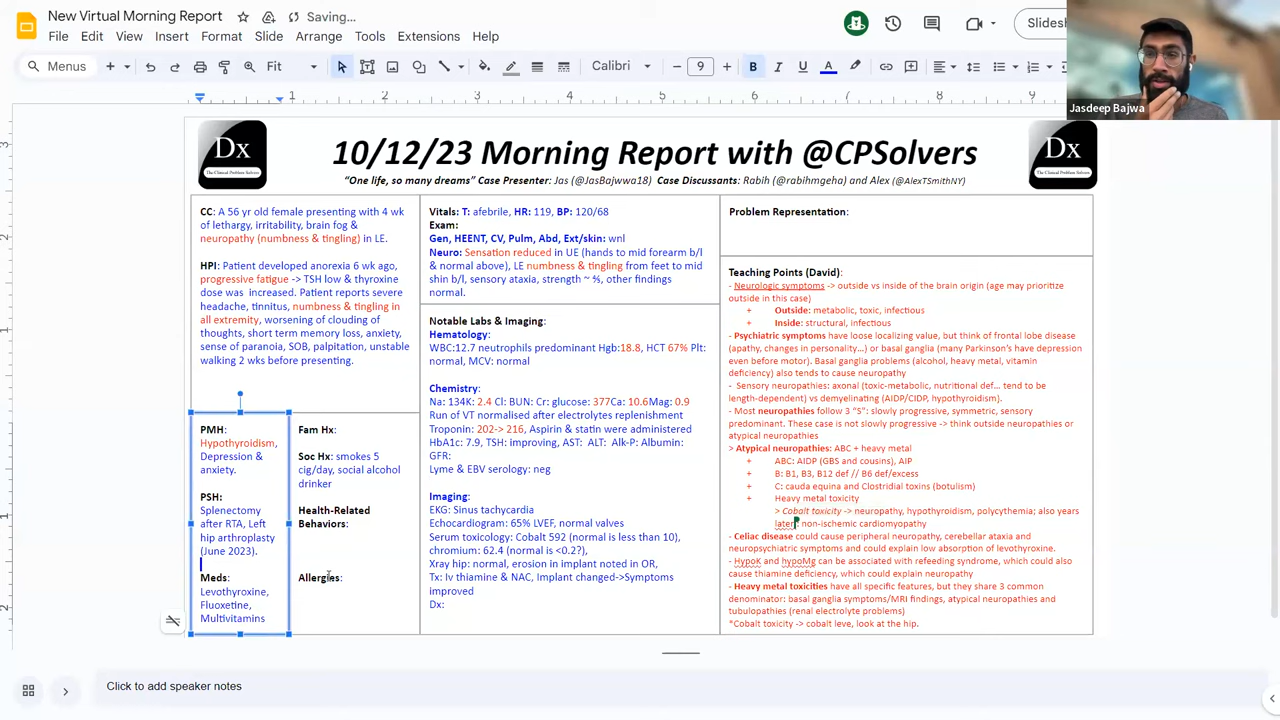 New Virtual Morning Report
Saving...
File Edit View Insert Format Slide Arrange Tools Extensions Help
Menus
Fit
Calibri
9
Jasdeep Bajwa
1 2 3 4 5 6 7 8 9
Dx
The Clinical Problem Solvers
10/12/23 Morning Report with @CPSolvers
"One life, so many dreams" Case Presenter: Jas (@JasBajwwa18) Case Discussants: Rabih (@rabihmgeha) and Alex (@AlexTSmithNY)
Dx
The Clinical Problem Solvers
CC: A 56 yr old female presenting with 4 wk
of lethargy, irritability, brain fog &
neuropathy (numbness & tingling) in LE.
HPI: Patient developed anorexia 6 wk ago,
progressive fatigue -> TSH low & thyroxine
dose was increased. Patient reports severe
headache, tinnitus, numbness & tingling in
all extremity, worsening of clouding of
thoughts, short term memory loss, anxiety,
sense of paranoia, SOB, palpitation, unstable
walking 2 wks before presenting.
PMH:
Hypothyroidism,
Depression &
anxiety.
PSH:
Splenectomy
after RTA, Left
hip arthroplasty
(June 2023).
Meds:
Levothyroxine,
Fluoxetine,
Multivitamins
Fam Hx:
Soc Hx: smokes 5
cig/day, social alcohol
drinker
Health-Related
Behaviors:
Allergies:
Vitals: T: afebrile, HR: 119, BP: 120/68
Exam:
Gen, HEENT, CV, Pulm, Abd, Ext/skin: wnl
Neuro: Sensation reduced in UE (hands to mid forearm b/l
& normal above), LE numbness & tingling from feet to mid
shin b/l, sensory ataxia, strength ~ ⅘, other findings
normal.
Notable Labs & Imaging:
Hematology:
WBC:12.7 neutrophils predominant Hgb:18.8, HCT 67% Plt:
normal, MCV: normal
Chemistry:
Na: 134K: 2.4 Cl: BUN: Cr: glucose: 377Ca: 10.6Mag: 0.9
Run of VT normalised after electrolytes replenishment
Troponin: 202-> 216, Aspirin & statin were administered
HbA1c: 7.9, TSH: improving, AST: ALT: Alk-P: Albumin:
GFR:
Lyme & EBV serology: neg
Imaging:
EKG: Sinus tachycardia
Echocardiogram: 65% LVEF, normal valves
Serum toxicology: Cobalt 592 (normal is less than 10),
chromium: 62.4 (normal is <0.2?),
Xray hip: normal, erosion in implant noted in OR,
Tx: Iv thiamine & NAC, Implant changed->Symptoms
improved
Dx:
Problem Representation:
Teaching Points (David):
- Neurologic symptoms -> outside vs inside of the brain origin (age may prioritize
outside in this case)
+ Outside: metabolic, toxic, infectious
+ Inside: structural, infectious
- Psychiatric symptoms have loose localizing value, but think of frontal lobe disease
(apathy, changes in personality...) or basal ganglia (many Parkinson's have depression
even before motor). Basal ganglia problems (alcohol, heavy metal, vitamin
deficiency) also tends to cause neuropathy
- Sensory neuropathies: axonal (toxic-metabolic, nutritional def... tend to be
length-dependent) vs demyelinating (AIDP/CIDP, hypothyroidism).
- Most neuropathies follow 3 "S": slowly progressive, symmetric, sensory
predominant. These case is not slowly progressive -> think outside neuropathies or
atypical neuropathies
> Atypical neuropathies: ABC + heavy metal
+ ABC: AIDP (GBS and cousins), AIP
+ B: B1, B3, B12 def // B6 def/excess
+ C: cauda equina and Clostridial toxins (botulism)
+ Heavy metal toxicity
> Cobalt toxicity -> neuropathy, hypothyroidism, polycythemia; also years
later: non-ischemic cardiomyopathy
- Celiac disease could cause peripheral neuropathy, cerebellar ataxia and
neuropsychiatric symptoms and could explain low absorption of levothyroxine.
- HypoK and hypoMg can be associated with refeeding syndrome, which could also
cause thiamine deficiency, which could explain neuropathy
- Heavy metal toxicities have all specific features, but they share 3 common
denominator: basal ganglia symptoms/MRI findings, atypical neuropathies and
tubulopathies (renal electrolyte problems)
*Cobalt toxicity -> cobalt leve, look at the hip.
Click to add speaker notes